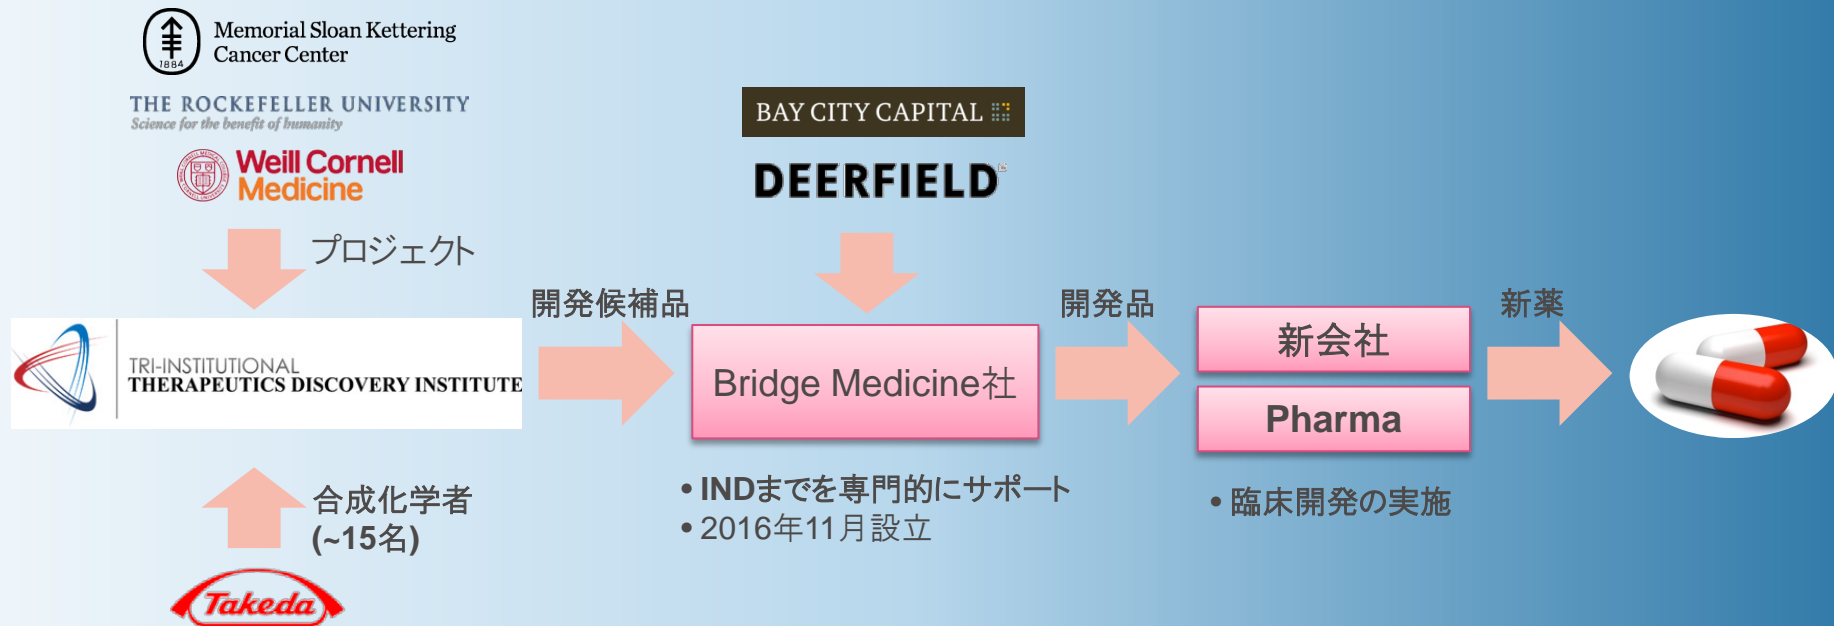 1884
Memorial Sloan Kettering
Cancer Center
THE ROCKEFELLER UNIVERSITY
Science for the benefit of humanity
Weill Cornell
Medicine
プロジェクト
TRI-INSTITUTIONAL
THERAPEUTICS DISCOVERY INSTITUTE
合成化学者
(~15名)
Takeda
開発候補品
BAY CITY CAPITAL
DEERFIELD
Bridge Medicine社
• INDまでを専門的にサポート
• 2016年11月設立
開発品
新会社
Pharma
• 臨床開発の実施
新薬